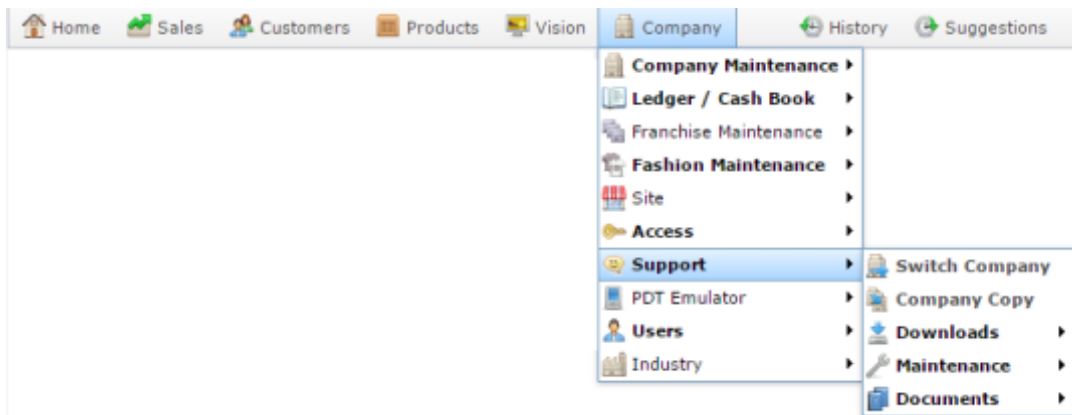 Home Sales Customers Products Vision Company History Suggestions
Company Maintenance
Ledger / Cash Book
Franchise Maintenance
Fashion Maintenance
Site
Access
Support
PDT Emulator
Users
Industry
Switch Company
Company Copy
Downloads
Maintenance
Documents